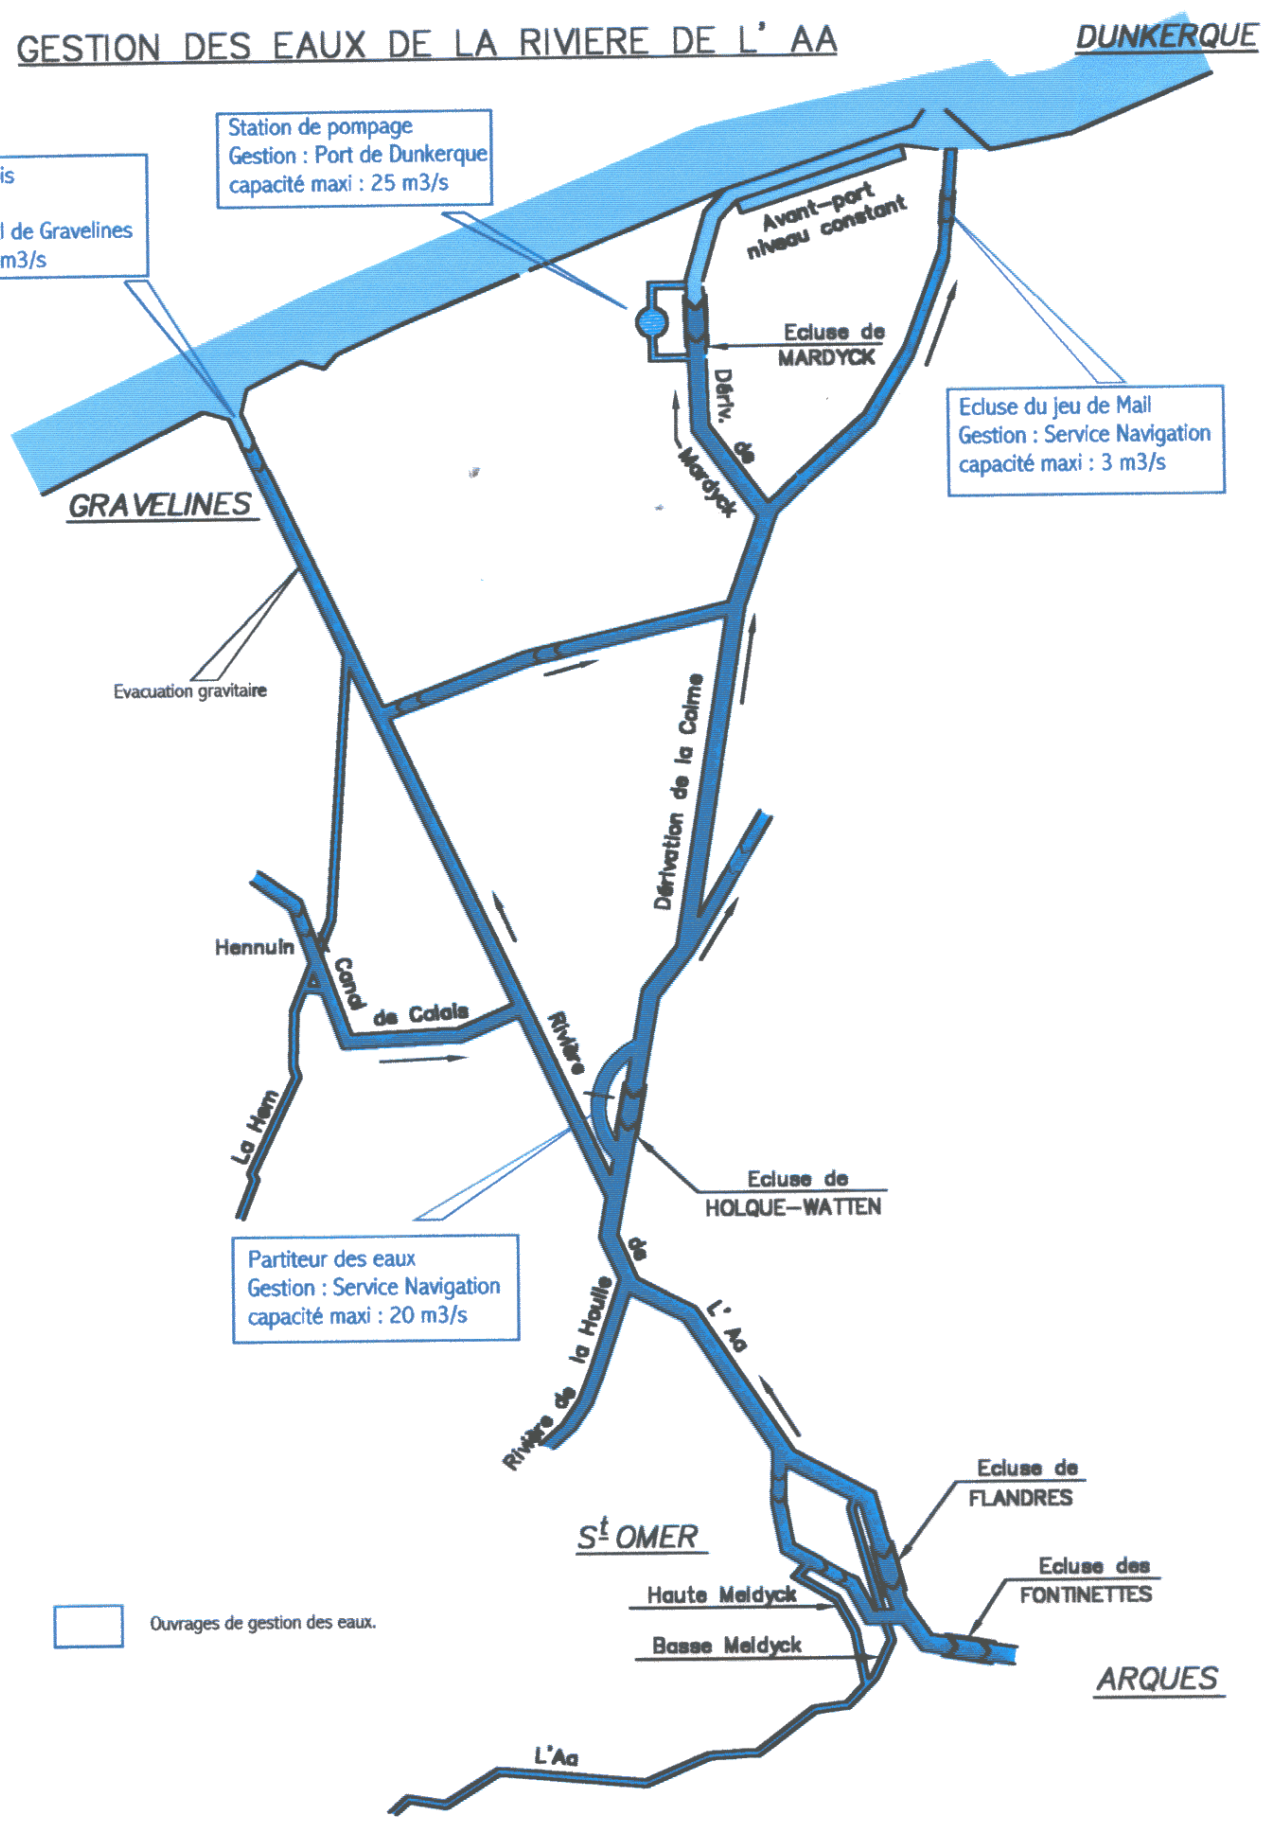 GESTION DES EAUX DE LA RIVIERE DE L' AA
DUNKERQUE
Station de pompage
Gestion : Port de Dunkerque
capacité maxi : 25 m3/s
is
l de Gravelines
m3/s
Avant-port
niveau constant
Ecluse de
MARDYCK
Dériv.
de
Mardyck
Ecluse du jeu de Mail
Gestion : Service Navigation
capacité maxi : 3 m3/s
GRAVELINES
Evacuation gravitaire
Dérivation de la Colme
Hennuin
Canal
de Calais
Rivière
La Hem
Ecluse de
HOLQUE-WATTEN
Partiteur des eaux
Gestion : Service Navigation
capacité maxi : 20 m3/s
de
L' Aa
Rivière de la Houlle
Ecluse de
FLANDRES
St OMER
Ecluse des
FONTINETTES
Haute Meldyck
Basse Meldyck
Ouvrages de gestion des eaux.
ARQUES
L'Aa